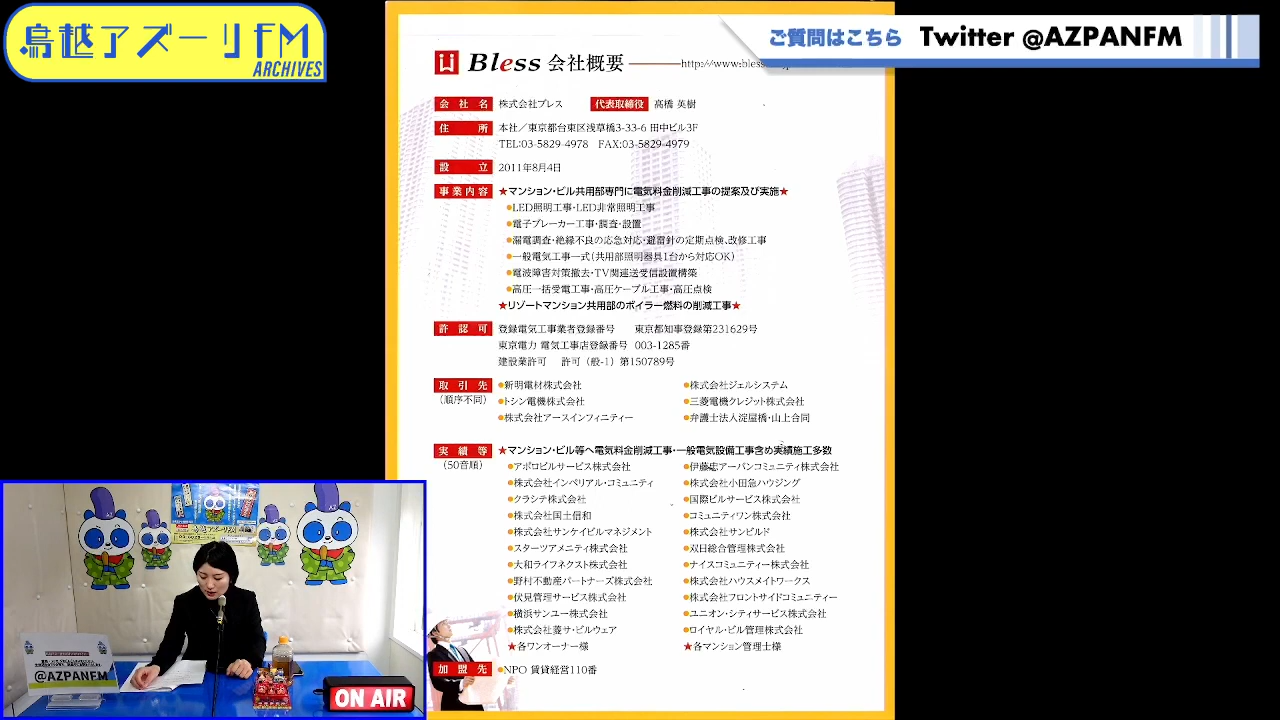 鳥越アズーリFM
ARCHIVES
ご質問はこちら Twitter @AZPANFM
Bless 会社概要 http://www.bless
会社名 株式会社ブレス 代表取締役 高橋 英樹
住所 本社／東京都台東区浅草橋3-33-6 田中ビル3F
TEL:03-5829-4978 FAX:03-5829-4979
設立 2011年8月4日
事業内容 ★マンション・ビル共用部専門に電気料金削減工事の提案及び実施★
●LED照明工事・LED非常照明工事
●電子ブレーカー工事・調査・設置
●漏電調査・絶縁不良の応急対応・避雷針の定期点検、改修工事
●一般電気工事一式(共用部照明器具1台から対応OK)
●電波障害対策撤去・TV関連送受信設置構築
●高圧一括受電工事・高圧ケーブル工事・高圧点検
★リゾートマンション共用部のボイラー燃料の削減工事★
許認可 登録電気工事業者登録番号 東京都知事登録第231629号
東京電力 電気工事店登録番号 003-1285番
建設業許可 許可（般-1）第150789号
取引先 ●新明電材株式会社 ●株式会社ジェルシステム
（順序不同） ●トシン電機株式会社 ●三菱電機クレジット株式会社
●株式会社アースインフィニティー ●弁護士法人淀屋橋・山上合同
実績等 ★マンション・ビル等へ電気料金削減工事・一般電気設備工事含め実績施工多数
（50音順） ●アポロビルサービス株式会社 ●伊藤忠アーバンコミュニティ株式会社
●株式会社インペリアル・コミュニティ ●株式会社小田急ハウジング
●クラシテ株式会社 ●国際ビルサービス株式会社
●株式会社国土信和 ●コミュニティワン株式会社
●株式会社サンケイビルマネジメント ●株式会社サンビルド
●スターツアメニティ株式会社 ●双日総合管理株式会社
●大和ライフネクスト株式会社 ●ナイスコミュニティー株式会社
●野村不動産パートナーズ株式会社 ●株式会社ハウスメイトワークス
●伏見管理サービス株式会社 ●株式会社フロントサイドコミュニティー
●横浜サンユー株式会社 ●ユニオン・シティサービス株式会社
●株式会社菱サ・ビルウェア ●ロイヤル・ビル管理株式会社
★各ワンオーナー様 ★各マンション管理士様
加盟先 ●NPO 賃貸経営110番
@AZPANFM
ON AIR